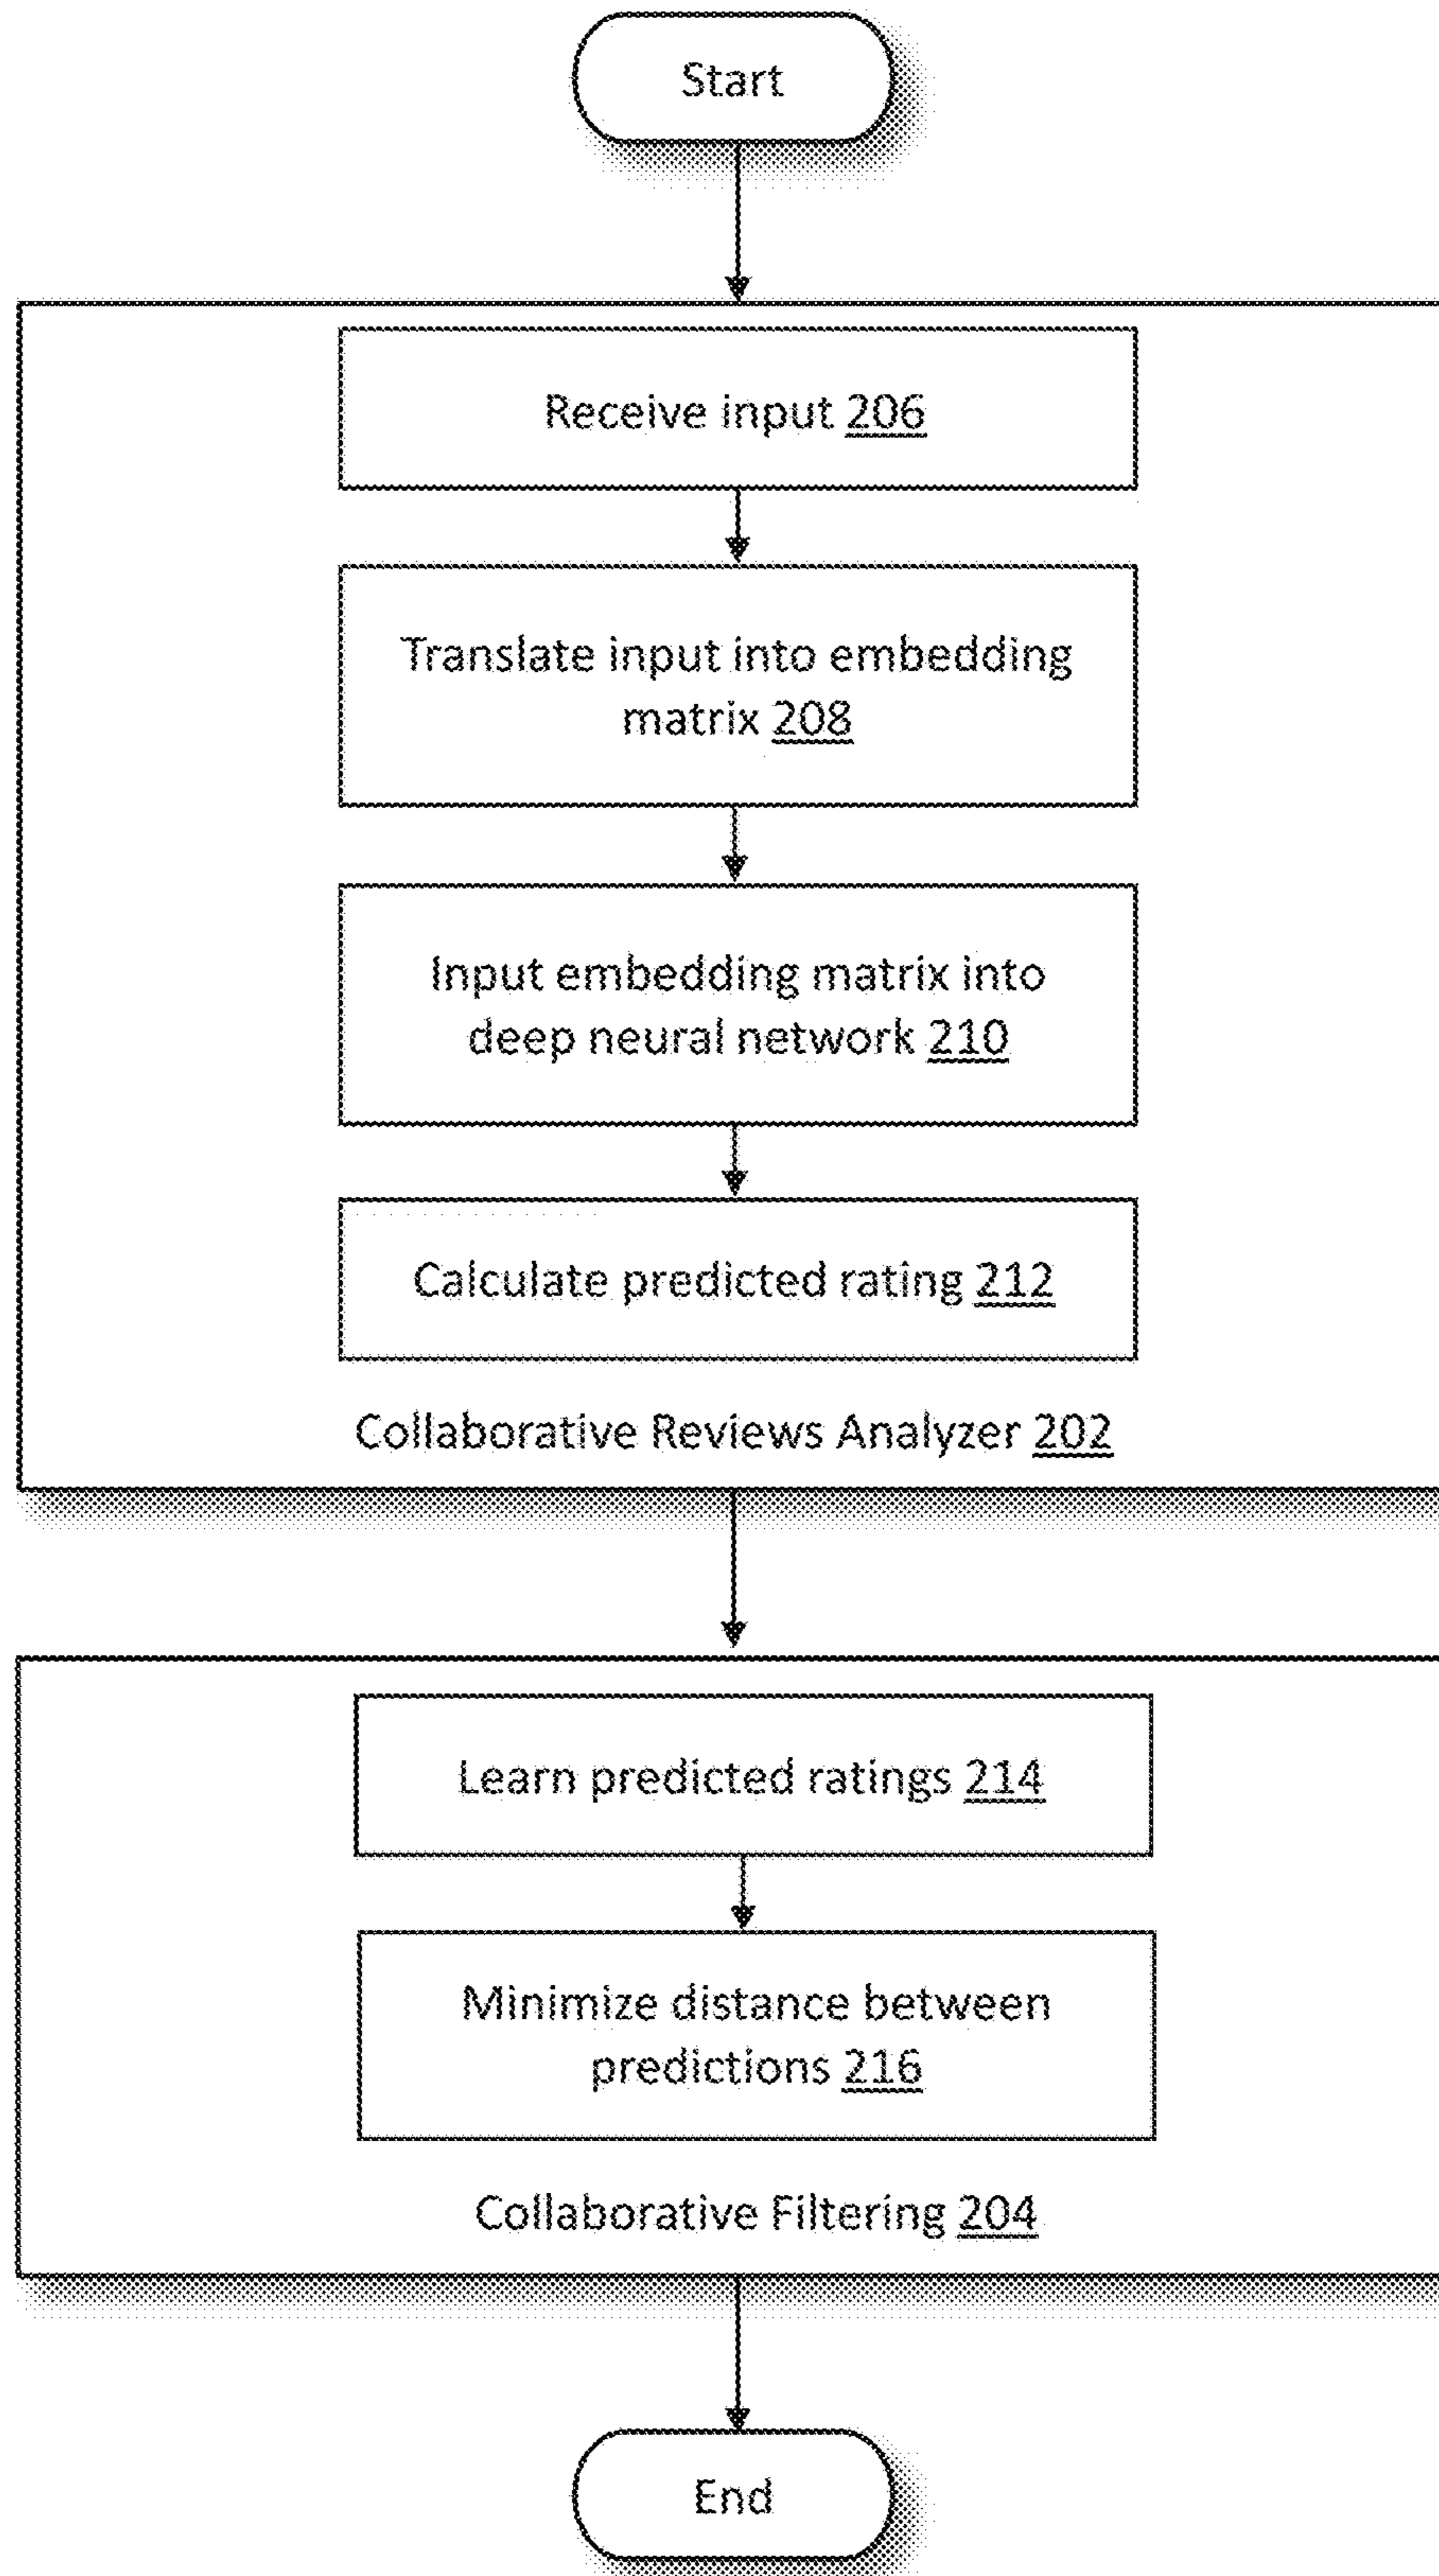 Start
Receive input 206
Translate input into embedding
matrix 208
Input embedding matrix into
deep neural network 210
Calculate predicted rating 212
Collaborative Reviews Analyzer 202
Learn predicted ratings 214
Minimize distance between
predictions 216
Collaborative Filtering 204
End